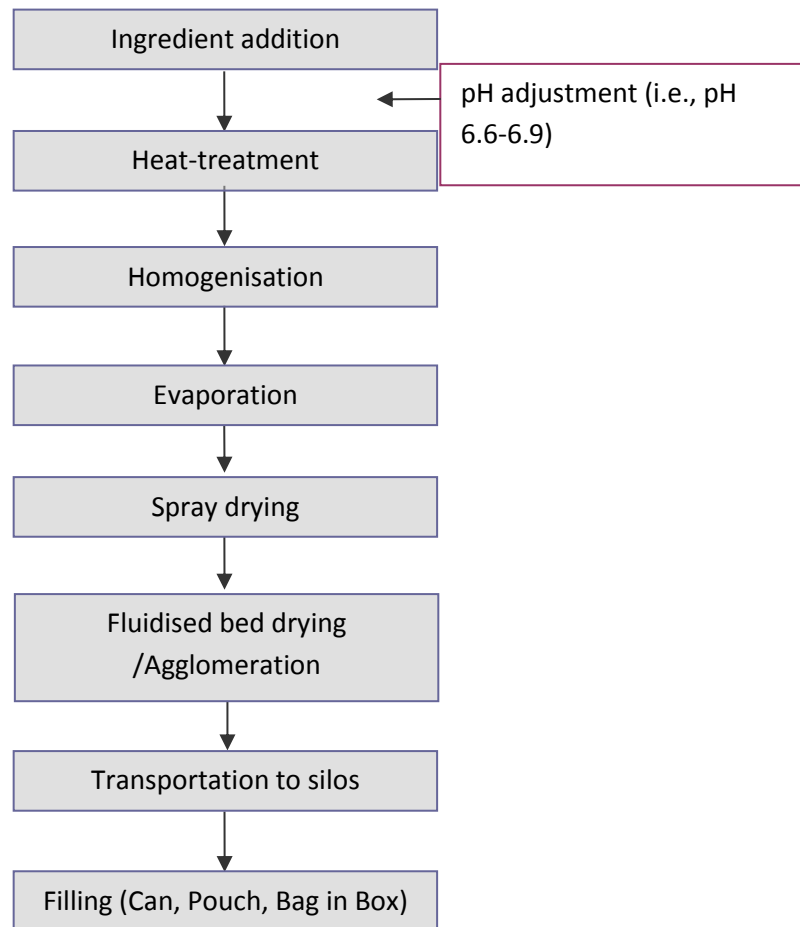 Ingredient addition
pH adjustment (i.e., pH
6.6-6.9)
Heat-treatment
Homogenisation
Evaporation
Spray drying
Fluidised bed drying
/Agglomeration
Transportation to silos
Filling (Can, Pouch, Bag in Box)